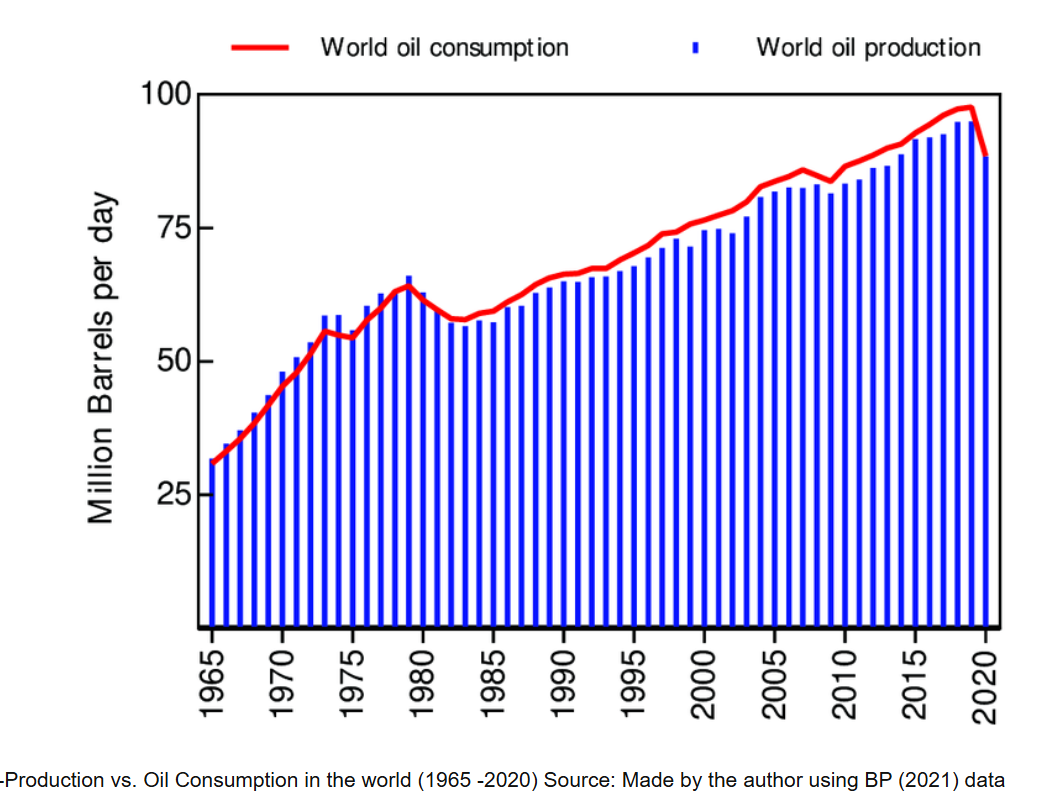 World oil consumption World oil production
100
75
50
25
Million Barrels per day
1965 1970 1975 1980 1985 1990 1995 2000 2005 2010 2015 2020
-Production vs. Oil Consumption in the world (1965 -2020) Source: Made by the author using BP (2021) data